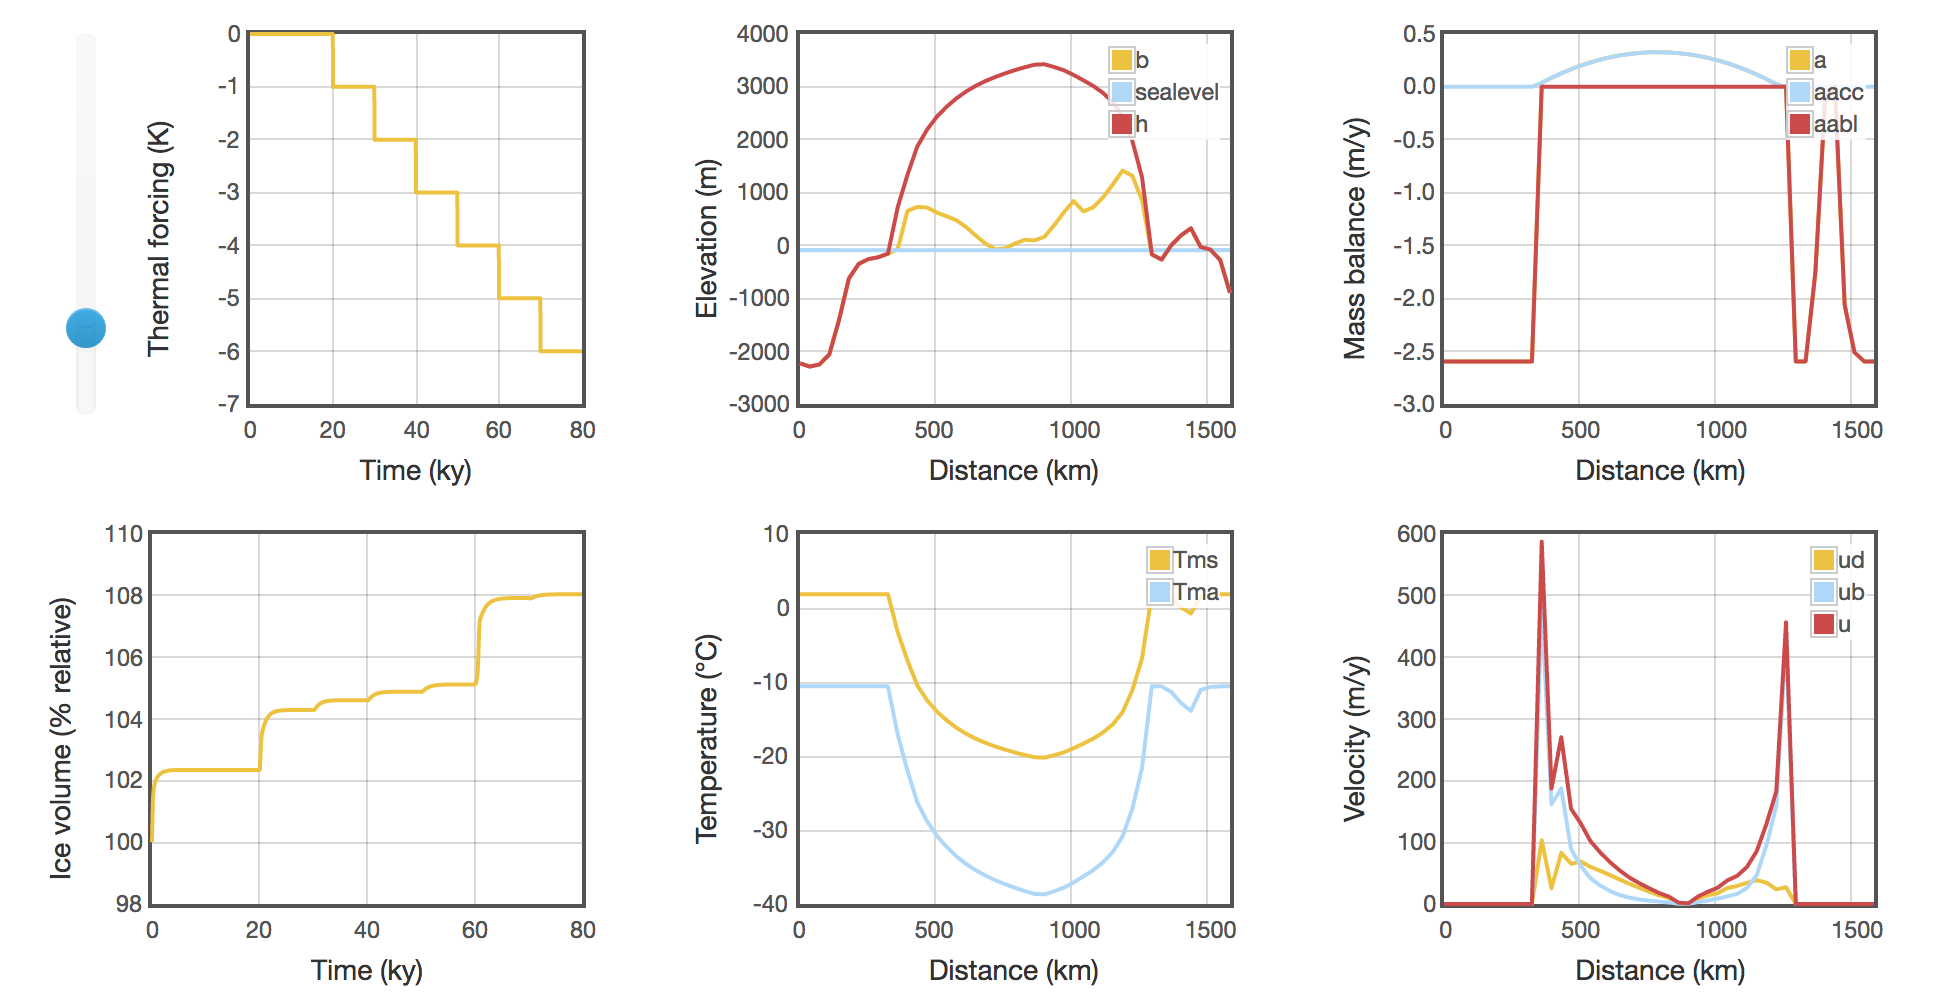 Thermal forcing (K)
0
-1
-2
-3
-4
-5
-6
-7
0 20 40 60 80
Time (ky)
Elevation (m)
4000
3000
2000
1000
0
-1000
-2000
-3000
b
sealevel
h
0 500 1000 1500
Distance (km)
Mass balance (m/y)
0.5
0.0
-0.5
-1.0
-1.5
-2.0
-2.5
-3.0
a
aacc
aabl
0 500 1000 1500
Distance (km)
Ice volume (% relative)
110
108
106
104
102
100
98
0 20 40 60 80
Time (ky)
Temperature (°C)
10
0
-10
-20
-30
-40
Tms
Tma
0 500 1000 1500
Distance (km)
Velocity (m/y)
600
500
400
300
200
100
0
ud
ub
u
0 500 1000 1500
Distance (km)